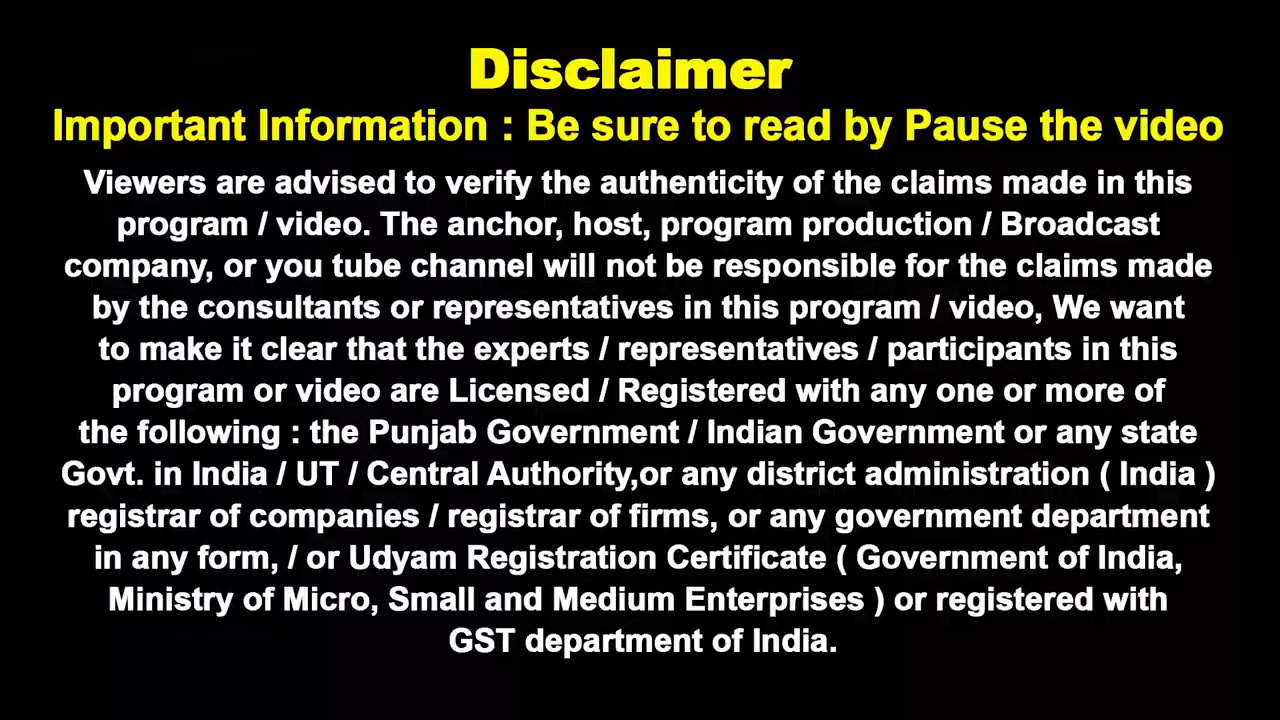 Disclaimer
Important Information : Be sure to read by Pause the video
Viewers are advised to verify the authenticity of the claims made in this
program / video. The anchor, host, program production / Broadcast
company, or you tube channel will not be responsible for the claims made
by the consultants or representatives in this program / video, We want
to make it clear that the experts / representatives / participants in this
program or video are Licensed / Registered with any one or more of
the following : the Punjab Government / Indian Government or any state
Govt. in India / UT / Central Authority,or any district administration ( India )
registrar of companies / registrar of firms, or any government department
in any form, / or Udyam Registration Certificate ( Government of India,
Ministry of Micro, Small and Medium Enterprises ) or registered with
GST department of India.